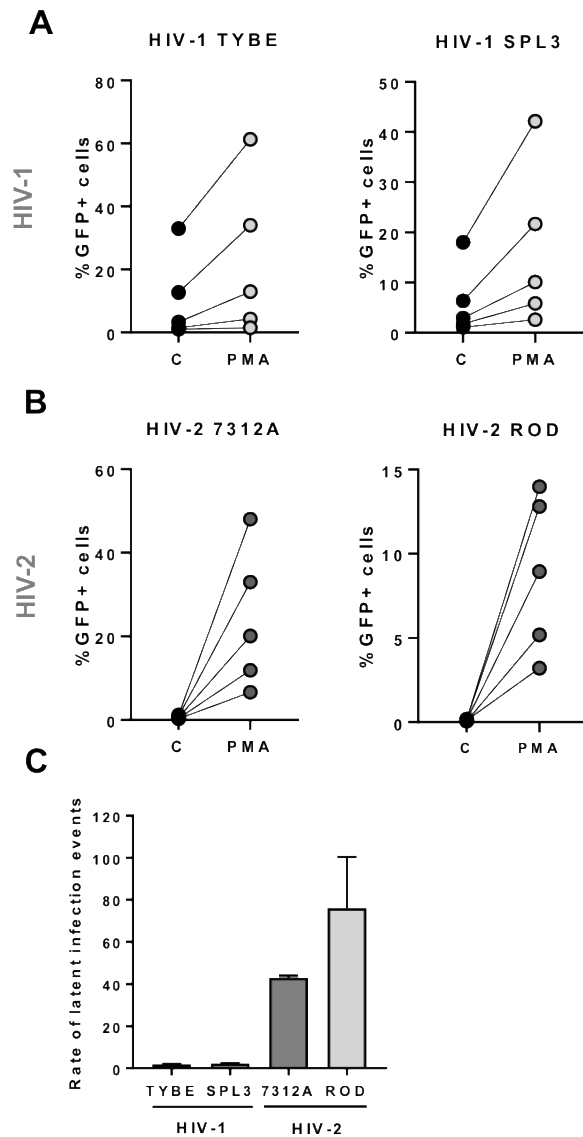 A
HIV-1 TYBE
HIV-1 SPL3
HIV-1
%GFP+ cells
80
60
40
20
0
C PMA
%GFP+ cells
50
40
30
20
10
0
C PMA
B
HIV-2 7312A
HIV-2 ROD
HIV-2
%GFP+ cells
60
40
20
0
C PMA
%GFP+ cells
15
10
5
0
C PMA
C
Rate of latent infection events
120
100
80
60
40
20
0
TYBE SPL3 7312A ROD
HIV-1 HIV-2